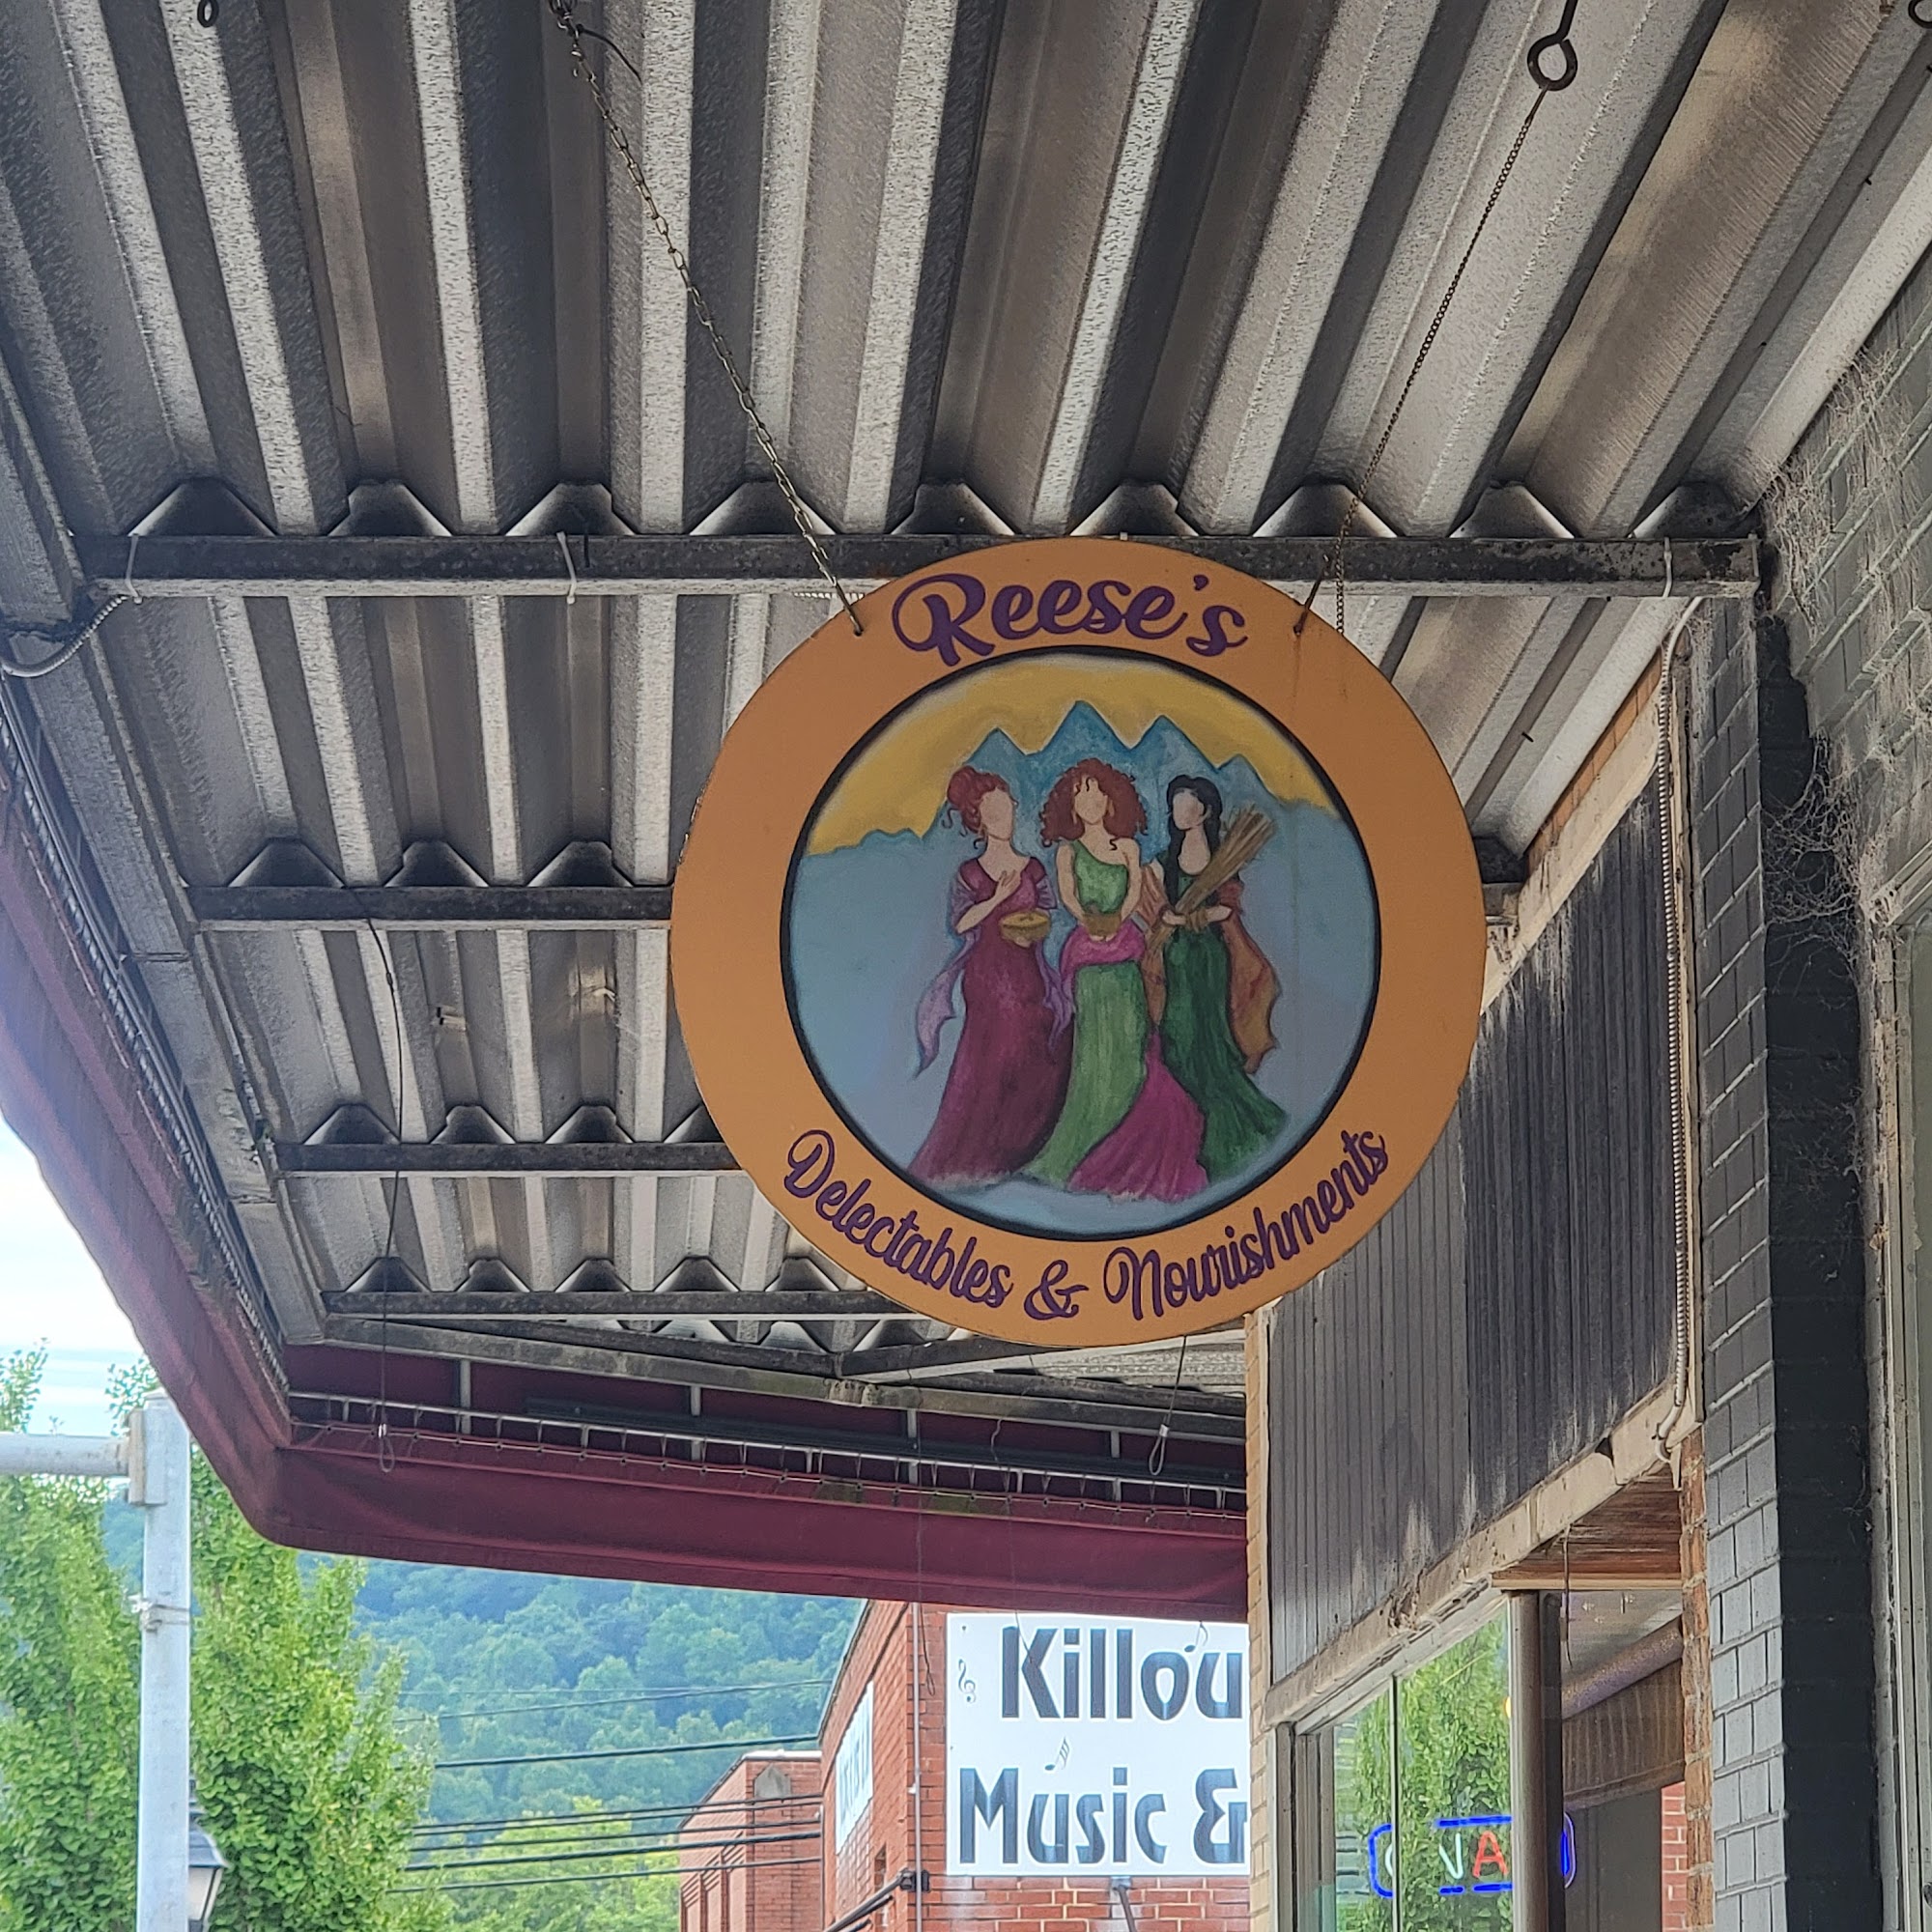 Reese's
Delectables & Nourishments
Killou
Music &